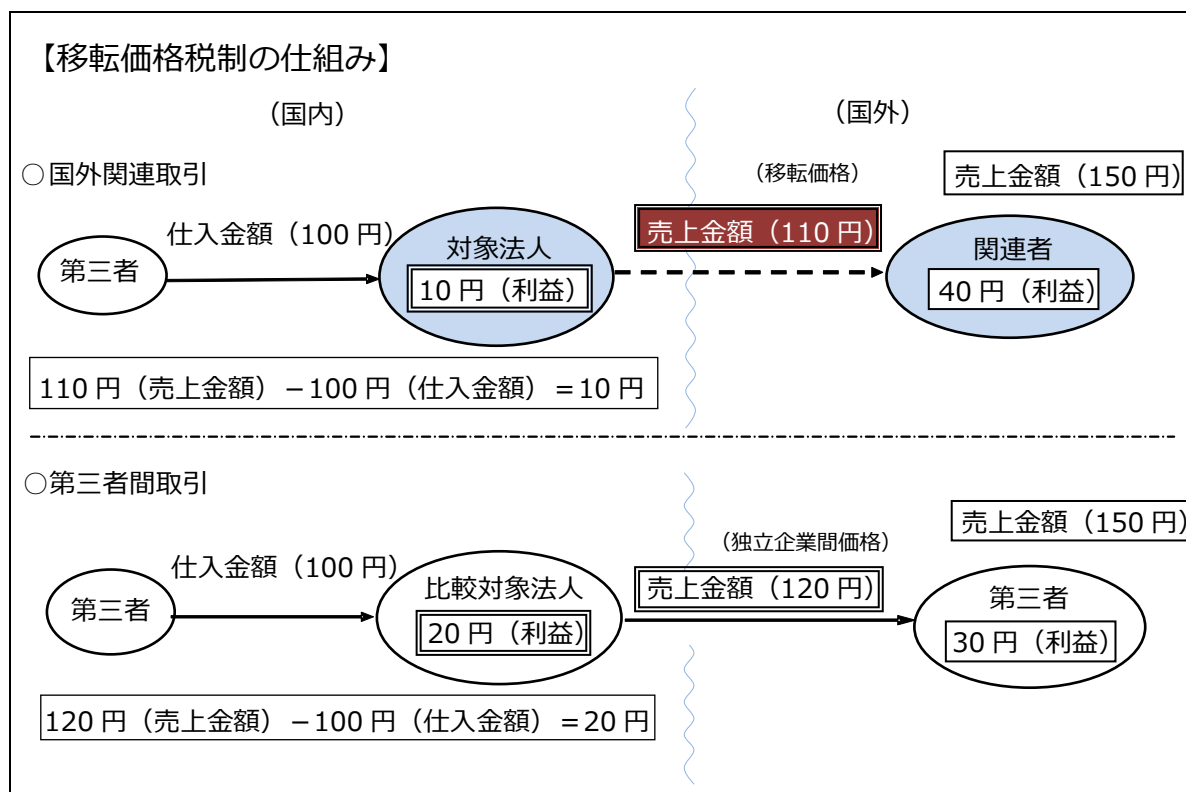 【移転価格税制の仕組み】
（国内）
（国外）
○国外関連取引
（移転価格）
売上金額（150 円）
仕入金額（100 円）
売上金額（110 円）
第三者
対象法人
10 円（利益）
関連者
40 円（利益）
110 円（売上金額）－100 円（仕入金額）＝10 円
○第三者間取引
売上金額（150 円）
（独立企業間価格）
仕入金額（100 円）
売上金額（120 円）
第三者
比較対象法人
20 円（利益）
第三者
30 円（利益）
120 円（売上金額）－100 円（仕入金額）＝20 円